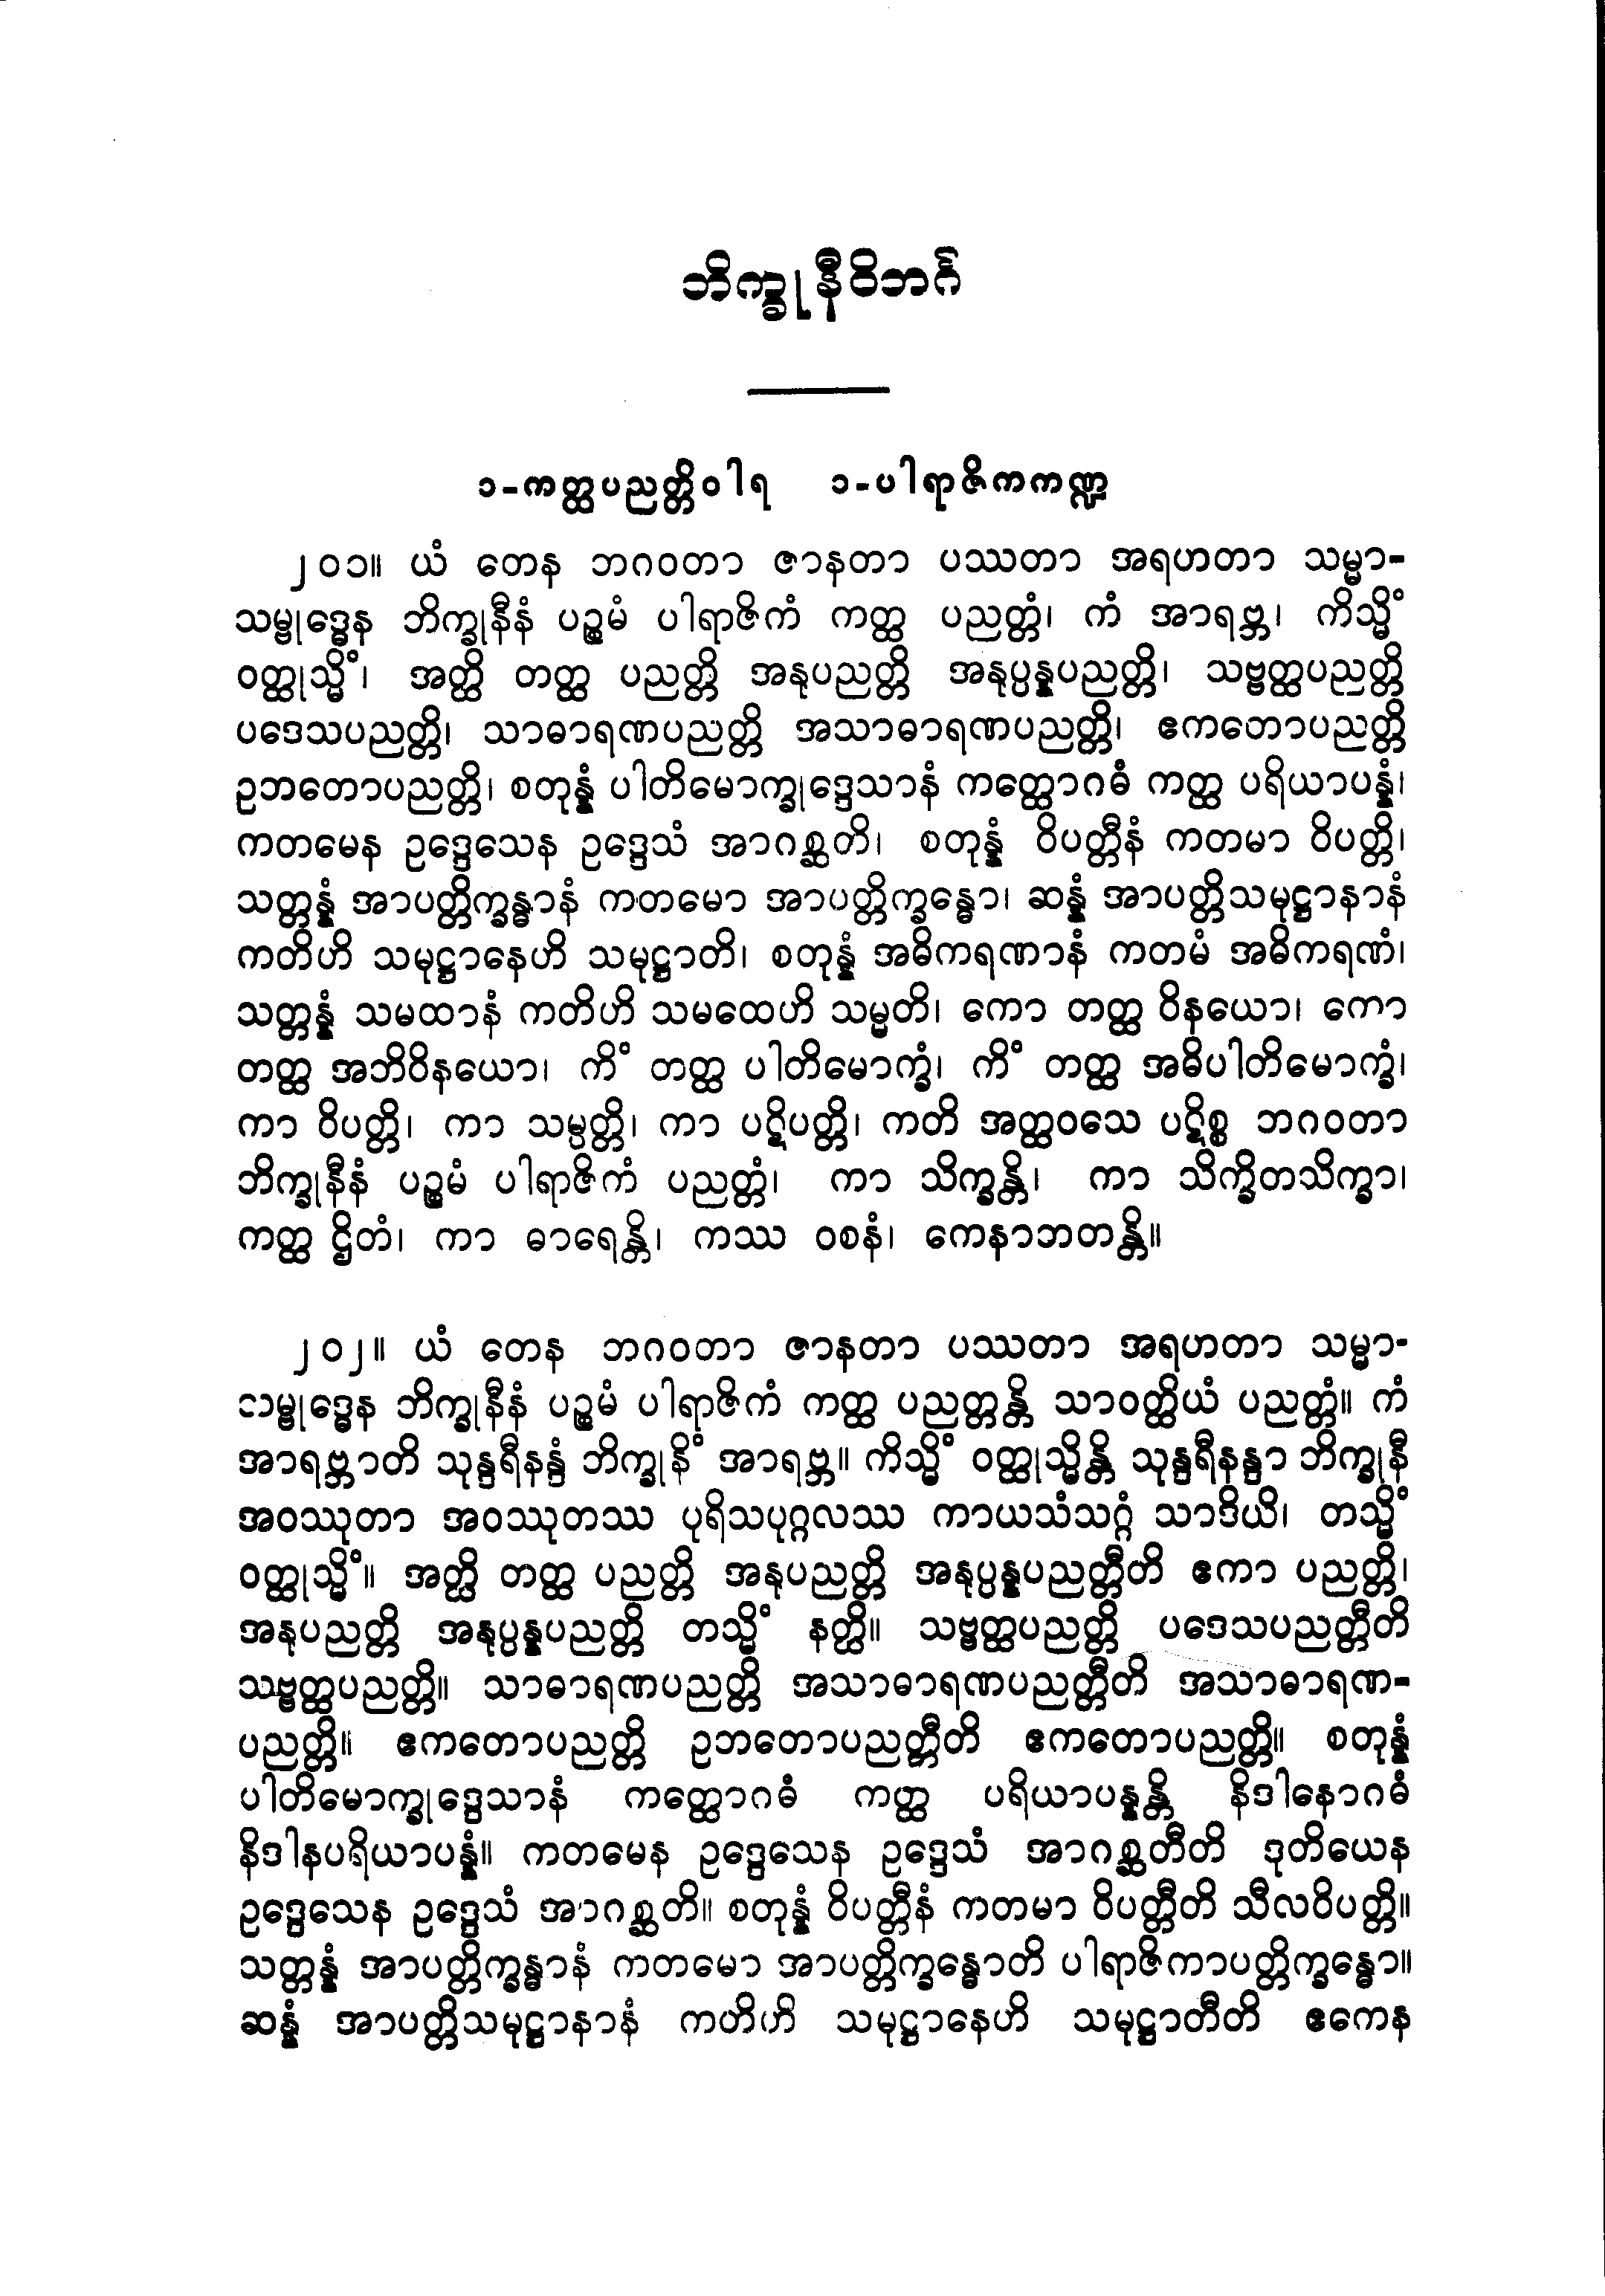 ဘိက္ခုနီဝိဘင်္ဂ
၁-ကတ္ထပညတ္တိဝါရ ၁-ပါရာဇိကကဏ္ဍ
၂၀၁။ ယံ တေန ဘဂဝတာ ဇာနတာ ပဿတာ အရဟတာ သမ္မာ-
သမ္ဗုဒ္ဓေန ဘိက္ခုနီနံ ပဉ္စမံ ပါရာဇိကံ ကတ္ထ ပညတ္တံ၊ ကံ အာရဗ္ဘ၊ ကိသ္မိံ
ဝတ္ထုသ္မိံ၊ အတ္ထိ တတ္ထ ပညတ္တိ အနုပညတ္တိ အနုပ္ပန္နပညတ္တိ၊ သဗ္ဗတ္ထပညတ္တိ
ပဒေသပညတ္တိ၊ သာဓာရဏပညတ္တိ အသာဓာရဏပညတ္တိ၊ ဧကတောပညတ္တိ
ဥဘတောပညတ္တိ၊ စတုန္နံ ပါတိမောက္ခုဒ္ဒေသာနံ ကတ္ထောဂဓံ ကတ္ထ ပရိယာပန္နံ၊
ကတမေန ဥဒ္ဒေသေန ဥဒ္ဒေသံ အာဂစ္ဆတိ၊ စတုန္နံ ဝိပတ္တီနံ ကတမာ ဝိပတ္တိ၊
သတ္တန္နံ အာပတ္တိက္ခန္ဓာနံ ကတမော အာပတ္တိက္ခန္ဓော၊ ဆန္နံ အာပတ္တိသမုဋ္ဌာနာနံ
ကတိဟိ သမုဋ္ဌာနေဟိ သမုဋ္ဌာတိ၊ စတုန္နံ အဓိကရဏာနံ ကတမံ အဓိကရဏံ၊
သတ္တန္နံ သမထာနံ ကတိဟိ သမထေဟိ သမ္မတိ၊ ကော တတ္ထ ဝိနယော၊ ကော
တတ္ထ အဘိဝိနယော၊ ကိံ တတ္ထ ပါတိမောက္ခံ၊ ကိံ တတ္ထ အဓိပါတိမောက္ခံ၊
ကာ ဝိပတ္တိ၊ ကာ သမ္ပတ္တိ၊ ကာ ပဋိပတ္တိ၊ ကတိ အတ္ထဝသေ ပဋိစ္စ ဘဂဝတာ
ဘိက္ခုနီနံ ပဉ္စမံ ပါရာဇိကံ ပညတ္တံ၊ ကာ သိက္ခန္တိ၊ ကာ သိက္ခိတသိက္ခာ၊
ကတ္ထ ဌိတံ၊ ကာ ဓာရေန္တိ၊ ကဿ ဝစနံ၊ ကေနာဘတန္တိ။
၂၀၂။ ယံ တေန ဘဂဝတာ ဇာနတာ ပဿတာ အရဟတာ သမ္မာ-
သမ္ဗုဒ္ဓေန ဘိက္ခုနီနံ ပဉ္စမံ ပါရာဇိကံ ကတ္ထ ပညတ္တန္တိ သာဝတ္ထိယံ ပညတ္တံ။ ကံ
အာရဗ္ဘာတိ သုန္ဒရီနန္ဒံ ဘိက္ခုနိံ အာရဗ္ဘ။ ကိသ္မိံ ဝတ္ထုသ္မိန္တိ သုန္ဒရီနန္ဒာ ဘိက္ခုနီ
အဝဿုတာ အဝဿုတဿ ပုရိသပုဂ္ဂလဿ ကာယသံသဂ္ဂံ သာဒိယိ၊ တသ္မိံ
ဝတ္ထုသ္မိံ။ အတ္ထိ တတ္ထ ပညတ္တိ အနုပညတ္တိ အနုပ္ပန္နပညတ္တီတိ ဧကာ ပညတ္တိ၊
အနုပညတ္တိ အနုပ္ပန္နပညတ္တိ တသ္မိံ နတ္ထိ။ သဗ္ဗတ္ထပညတ္တိ ပဒေသပညတ္တီတိ
သဗ္ဗတ္ထပညတ္တိ။ သာဓာရဏပညတ္တိ အသာဓာရဏပညတ္တီတိ အသာဓာရဏ-
ပညတ္တိ။ ဧကတောပညတ္တိ ဥဘတောပညတ္တီတိ ဧကတောပညတ္တိ။ စတုန္နံ
ပါတိမောက္ခုဒ္ဒေသာနံ ကတ္ထောဂဓံ ကတ္ထ ပရိယာပန္နန္တိ နိဒါနောဂဓံ
နိဒါနပရိယာပန္နံ။ ကတမေန ဥဒ္ဒေသေန ဥဒ္ဒေသံ အာဂစ္ဆတီတိ ဒုတိယေန
ဥဒ္ဒေသေန ဥဒ္ဒေသံ အာဂစ္ဆတိ။ စတုန္နံ ဝိပတ္တီနံ ကတမာ ဝိပတ္တီတိ သီလဝိပတ္တိ။
သတ္တန္နံ အာပတ္တိက္ခန္ဓာနံ ကတမော အာပတ္တိက္ခန္ဓောတိ ပါရာဇိကာပတ္တိက္ခန္ဓော။
ဆန္နံ အာပတ္တိသမုဋ္ဌာနာနံ ကတိဟိ သမုဋ္ဌာနေဟိ သမုဋ္ဌာတီတိ ဧကေန